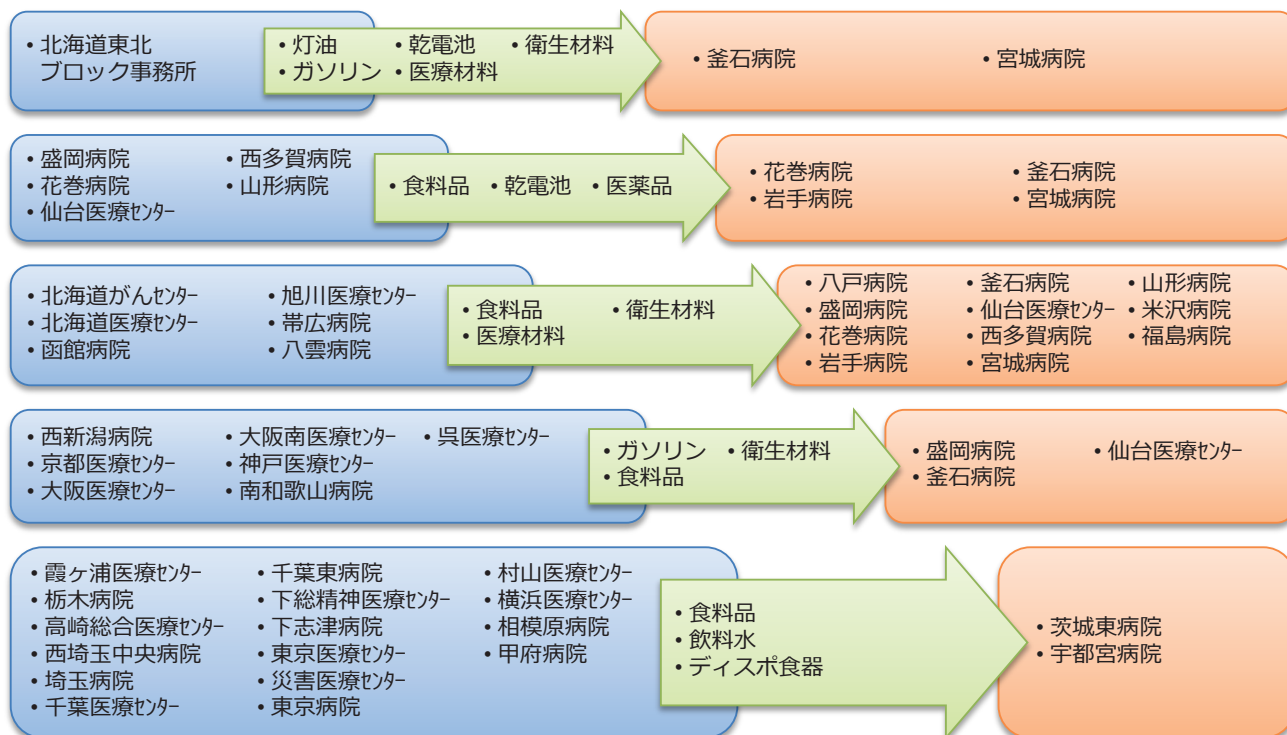 • 北海道東北
ブロック事務所
• 灯油 • 乾電池 • 衛生材料
• ガソリン • 医療材料
• 釜石病院 • 宮城病院
• 盛岡病院 • 西多賀病院
• 花巻病院 • 山形病院
• 仙台医療センター
• 食料品 • 乾電池 • 医薬品
• 花巻病院 • 釜石病院
• 岩手病院 • 宮城病院
• 北海道がんセンター • 旭川医療センター
• 北海道医療センター • 帯広病院
• 函館病院 • 八雲病院
• 食料品 • 衛生材料
• 医療材料
• 八戸病院 • 釜石病院 • 山形病院
• 盛岡病院 • 仙台医療センター • 米沢病院
• 花巻病院 • 西多賀病院 • 福島病院
• 岩手病院 • 宮城病院
• 西新潟病院 • 大阪南医療センター • 呉医療センター
• 京都医療センター • 神戸医療センター
• 大阪医療センター • 南和歌山病院
• ガソリン • 衛生材料
• 食料品
• 盛岡病院 • 仙台医療センター
• 釜石病院
• 霞ヶ浦医療センター • 千葉東病院 • 村山医療センター
• 栃木病院 • 下総精神医療センター • 横浜医療センター
• 高崎総合医療センター • 下志津病院 • 相模原病院
• 西埼玉中央病院 • 東京医療センター • 甲府病院
• 埼玉病院 • 災害医療センター
• 千葉医療センター • 東京病院
• 食料品
• 飲料水
• ディスポ食器
• 茨城東病院
• 宇都宮病院